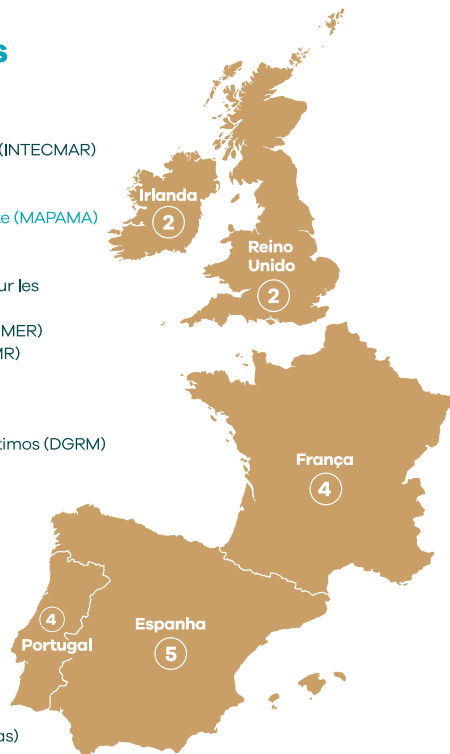 s
(INTECMAR)
te (MAPAMA)
ur les
MER)
MR)
timos (DGRM)
as)
Irlanda
2
Reino
Unido
2
França
4
4
Portugal
Espanha
5